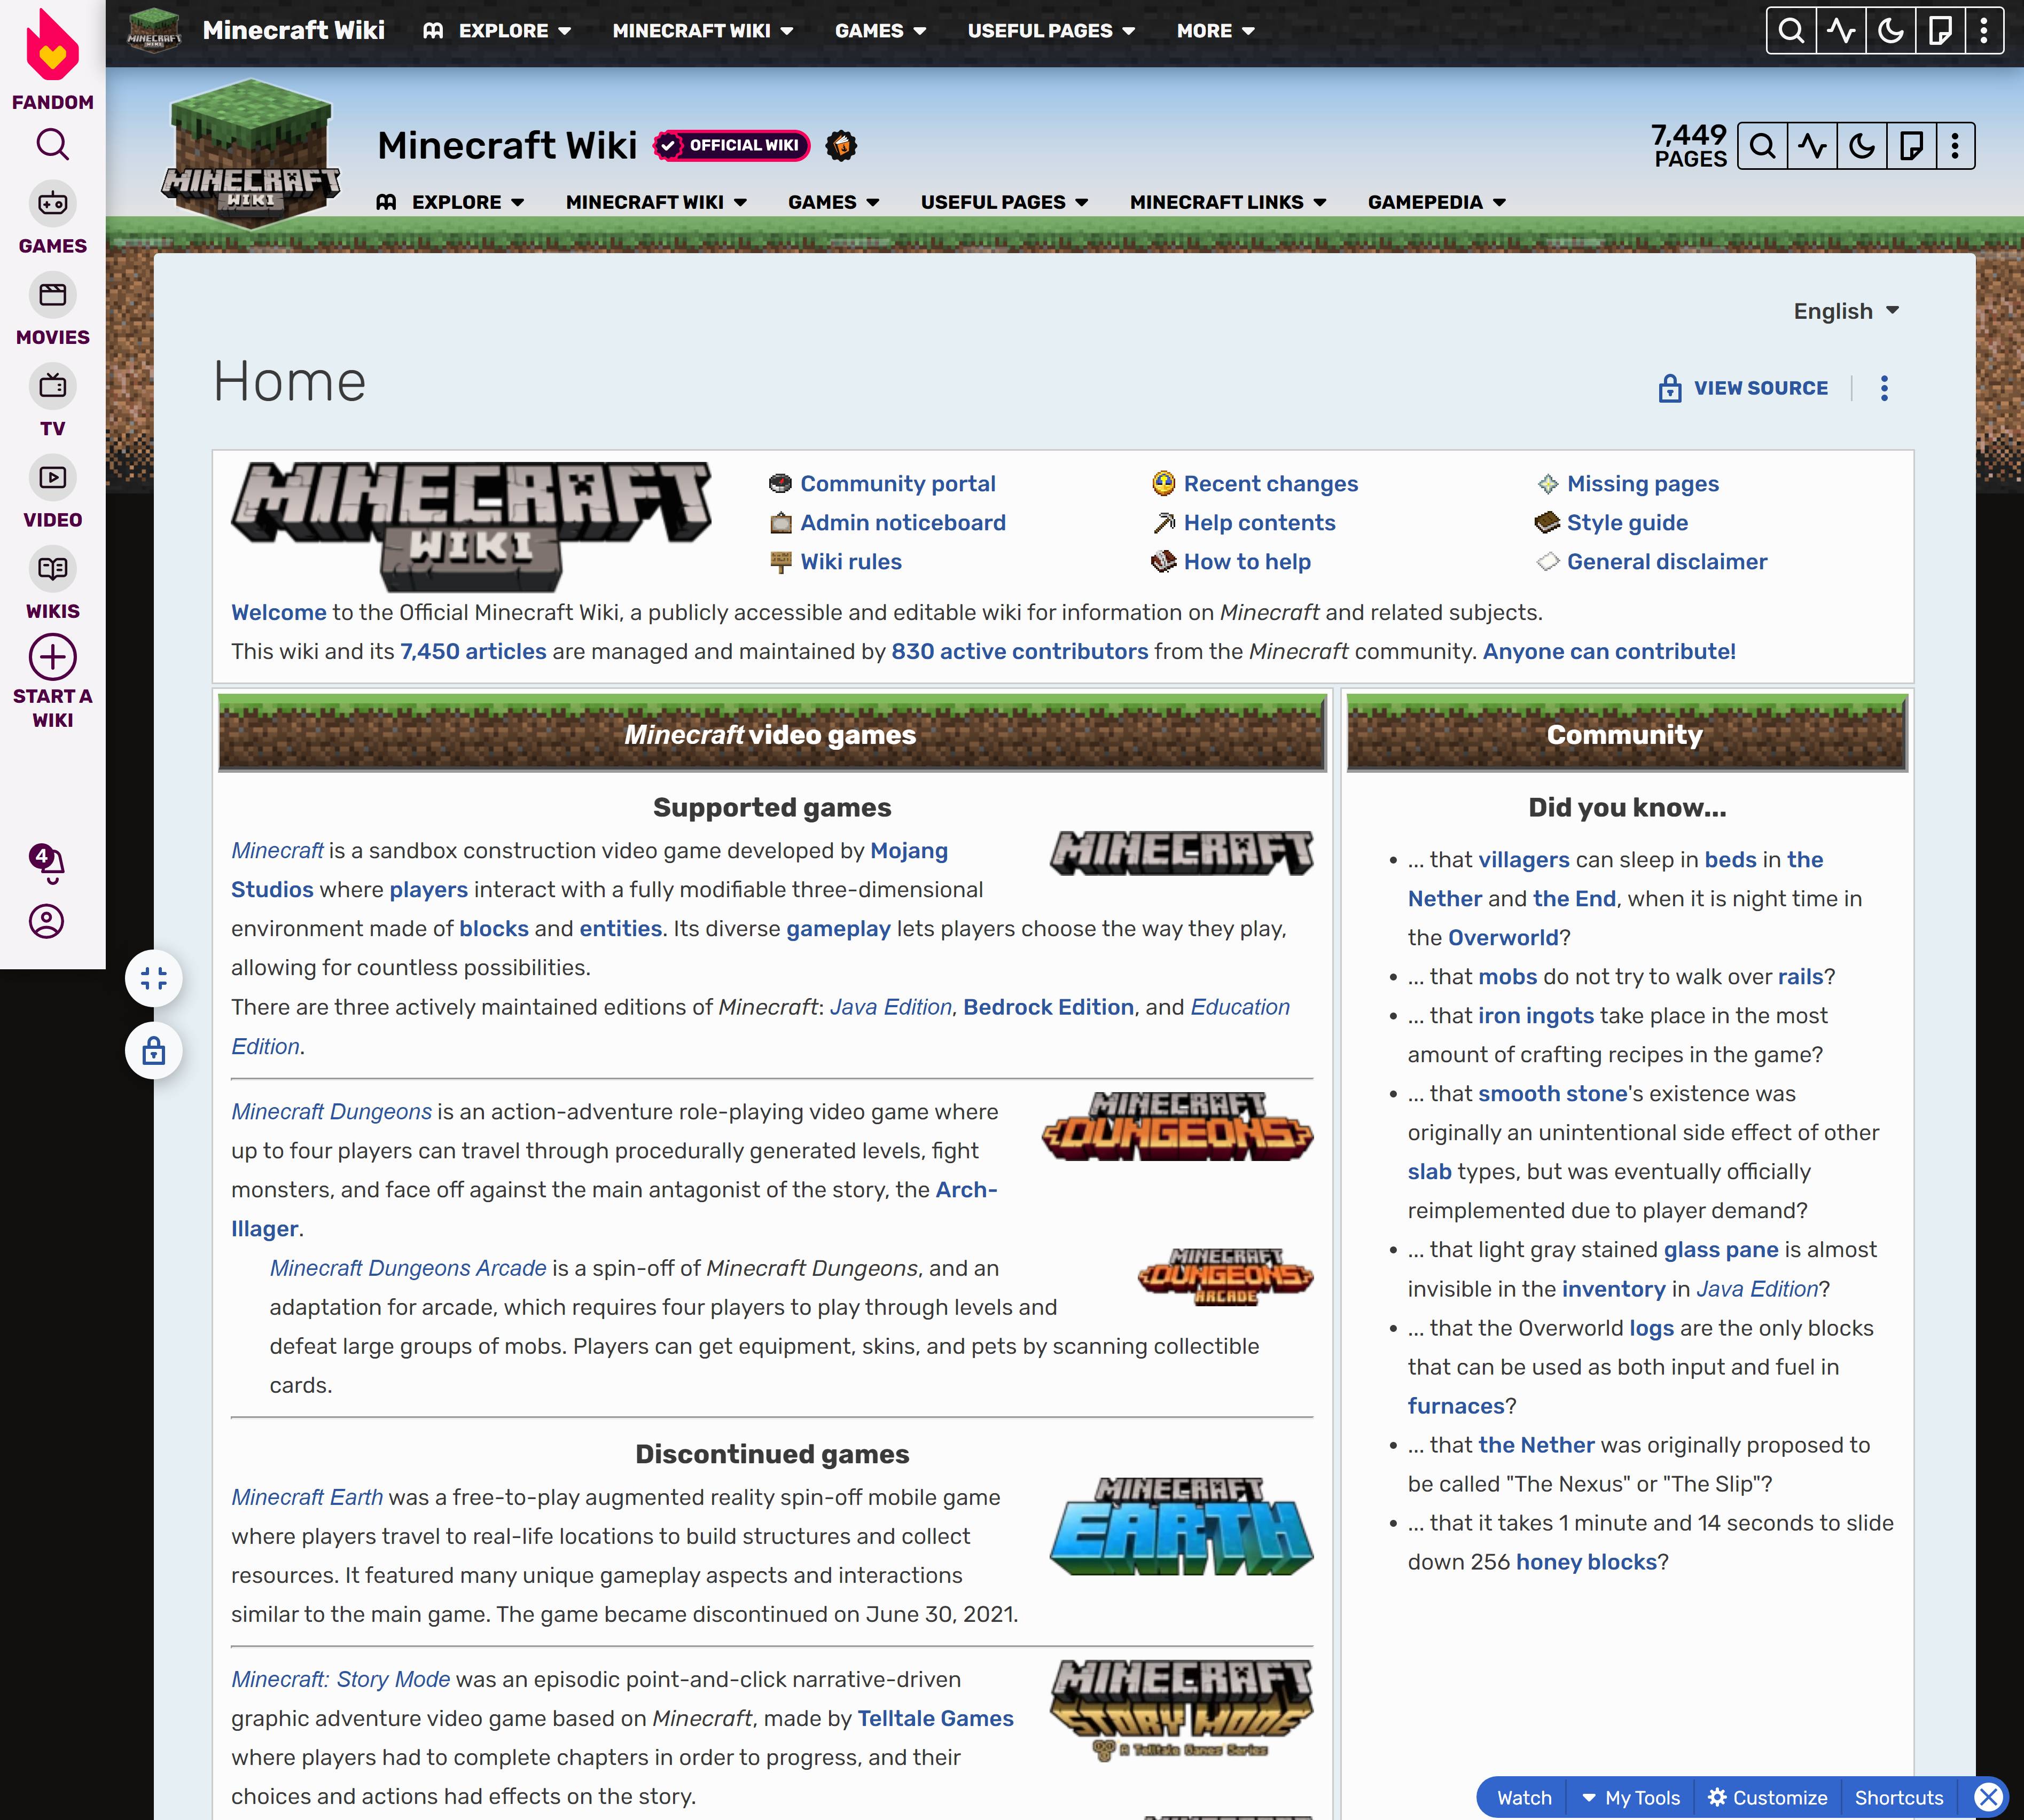 FANDOM
GAMES
MOVIES
TV
VIDEO
WIKIS
START A
WIKI
4
MINECRAFT
WIKI
Minecraft Wiki
EXPLORE
MINECRAFT WIKI
GAMES
USEFUL PAGES
MORE
MINECRAFT
WIKI
Minecraft Wiki
OFFICIAL WIKI
7,449
PAGES
EXPLORE
MINECRAFT WIKI
GAMES
USEFUL PAGES
MINECRAFT LINKS
GAMEPEDIA
English
Home
VIEW SOURCE
MINECRAFT
WIKI
Community portal
Recent changes
Missing pages
Admin noticeboard
Help contents
Style guide
Wiki rules
How to help
General disclaimer
Welcome to the Official Minecraft Wiki, a publicly accessible and editable wiki for information on Minecraft and related subjects.
This wiki and its 7,450 articles are managed and maintained by 830 active contributors from the Minecraft community. Anyone can contribute!
Minecraft video games
Supported games
MINECRAFT
Minecraft is a sandbox construction video game developed by Mojang
Studios where players interact with a fully modifiable three-dimensional
environment made of blocks and entities. Its diverse gameplay lets players choose the way they play,
allowing for countless possibilities.
There are three actively maintained editions of Minecraft: Java Edition, Bedrock Edition, and Education
Edition.
MINECRAFT
DUNGEONS
Minecraft Dungeons is an action-adventure role-playing video game where
up to four players can travel through procedurally generated levels, fight
monsters, and face off against the main antagonist of the story, the Arch-
Illager.
MINECRAFT
DUNGEONS
ARCADE
Minecraft Dungeons Arcade is a spin-off of Minecraft Dungeons, and an
adaptation for arcade, which requires four players to play through levels and
defeat large groups of mobs. Players can get equipment, skins, and pets by scanning collectible
cards.
Discontinued games
MINECRAFT
EARTH
Minecraft Earth was a free-to-play augmented reality spin-off mobile game
where players travel to real-life locations to build structures and collect
resources. It featured many unique gameplay aspects and interactions
similar to the main game. The game became discontinued on June 30, 2021.
MINECRAFT
STORY MODE
A Telltale Games Series
Minecraft: Story Mode was an episodic point-and-click narrative-driven
graphic adventure video game based on Minecraft, made by Telltale Games
where players had to complete chapters in order to progress, and their
choices and actions had effects on the story.
Community
Did you know...
... that villagers can sleep in beds in the
Nether and the End, when it is night time in
the Overworld?
... that mobs do not try to walk over rails?
... that iron ingots take place in the most
amount of crafting recipes in the game?
... that smooth stone's existence was
originally an unintentional side effect of other
slab types, but was eventually officially
reimplemented due to player demand?
... that light gray stained glass pane is almost
invisible in the inventory in Java Edition?
... that the Overworld logs are the only blocks
that can be used as both input and fuel in
furnaces?
... that the Nether was originally proposed to
be called "The Nexus" or "The Slip"?
... that it takes 1 minute and 14 seconds to slide
down 256 honey blocks?
Watch
My Tools
Customize
Shortcuts